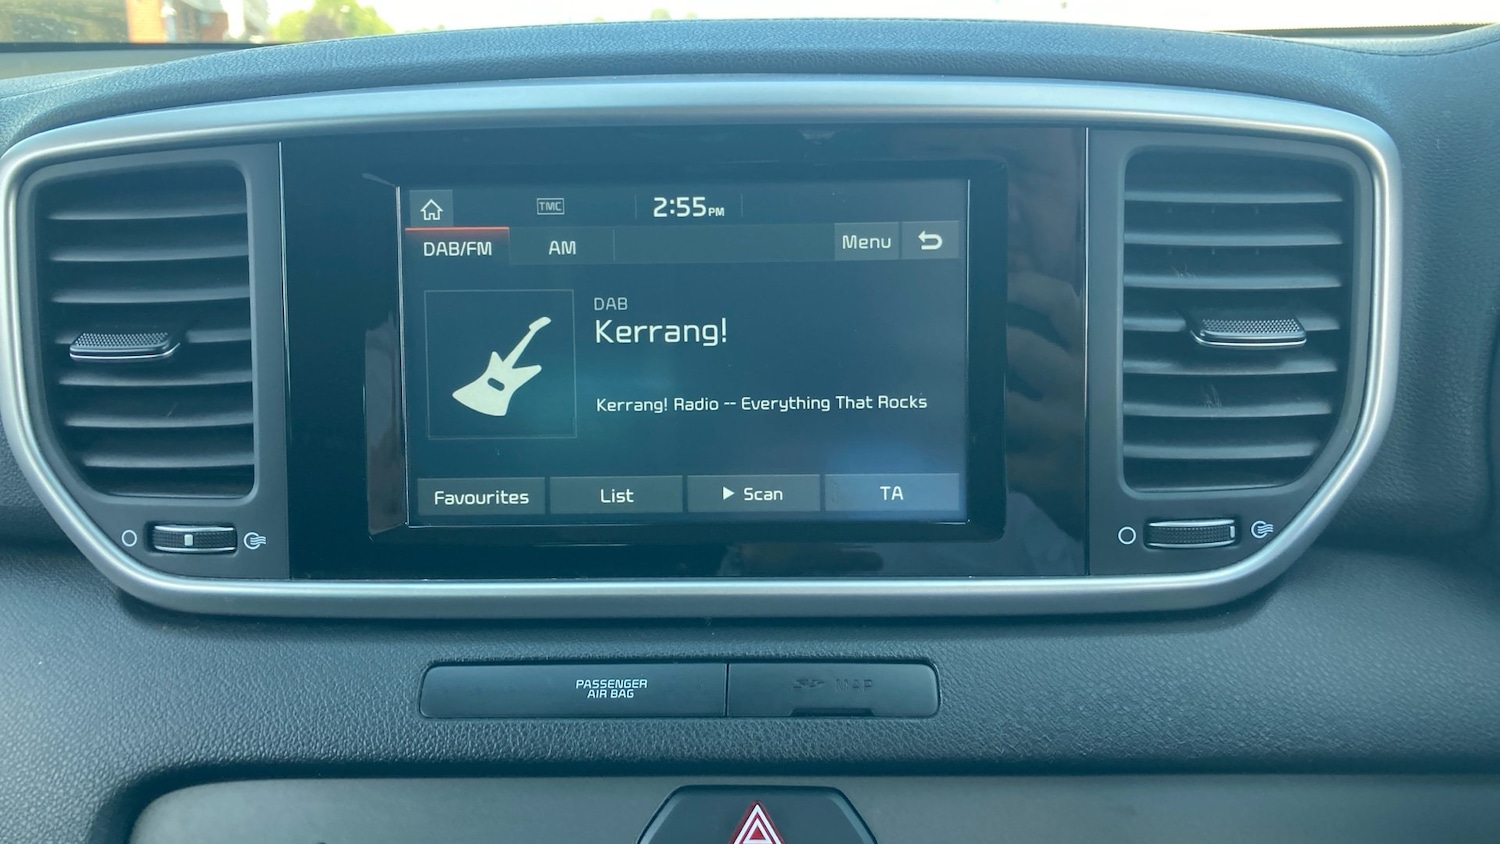 TMC
2:55PM
DAB/FM
AM
Menu
DAB
Kerrang!
Kerrang! Radio -- Everything That Rocks
Favourites
List
Scan
TA
PASSENGER
AIR BAG
MAP